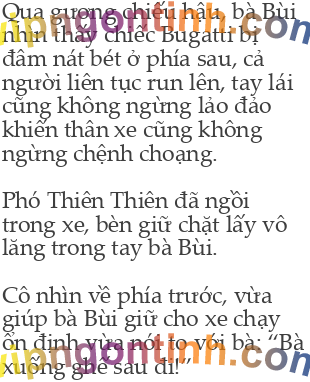 Qua gương chiếu hậu, bà Bùi
nhìn thấy chiếc Bugatti bị
đâm nát bét ở phía sau, cả
người liên tục run lên, tay lái
cũng không ngừng lảo đảo
khiến thân xe cũng không
ngừng chệnh choạng.
Phó Thiên Thiên đã ngồi
trong xe, bèn giữ chặt lấy vô
lăng trong tay bà Bùi.
Cô nhìn về phía trước, vừa
giúp bà Bùi giữ cho xe chạy
ổn định vừa nói to với bà: “Bà
xuống ghế sau đi!”
vipngontinh.com
vipngontinh.com